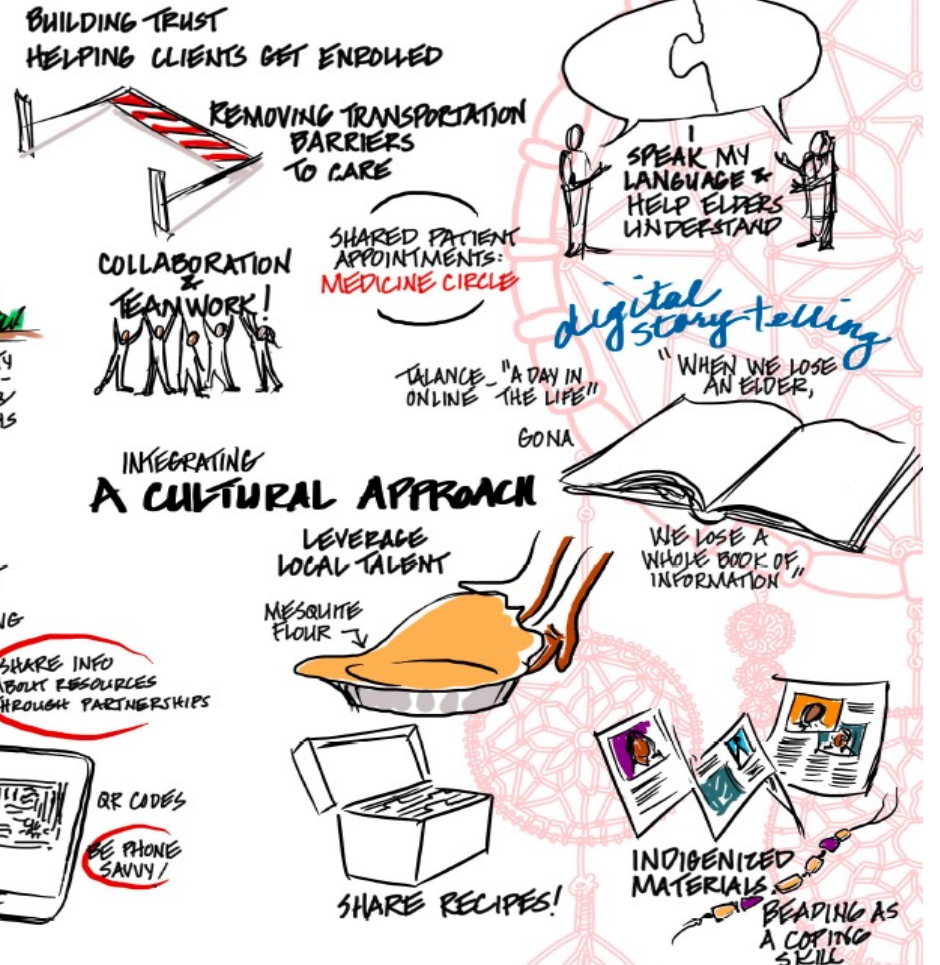 BUILDING TRUST
HELPING CLIENTS GET ENROLLED
REMOVING TRANSPORTATION
BARRIERS
TO CARE
I
SPEAK MY
LANGUAGE &
HELP ELDERS
UNDERSTAND
COLLABORATION
&
TEAMWORK!
SHARED PATIENT
APPOINTMENTS:
MEDICINE CIRCLE
digital
storytelling
TALANCE - "A DAY IN
ONLINE THE LIFE"
GONA
"WHEN WE LOSE
AN ELDER,
WE LOSE A
WHOLE BOOK OF
INFORMATION"
INTEGRATING
A CULTURAL APPROACH
LEVERAGE
LOCAL TALENT
MESQUITE
FLOUR
SHARE INFO
ABOUT RESOURCES
THROUGH PARTNERSHIPS
QR CODES
BE PHONE
SAVVY!
SHARE RECIPES!
INDIGENIZED
MATERIALS.
BEADING AS
A COPING
SKILL